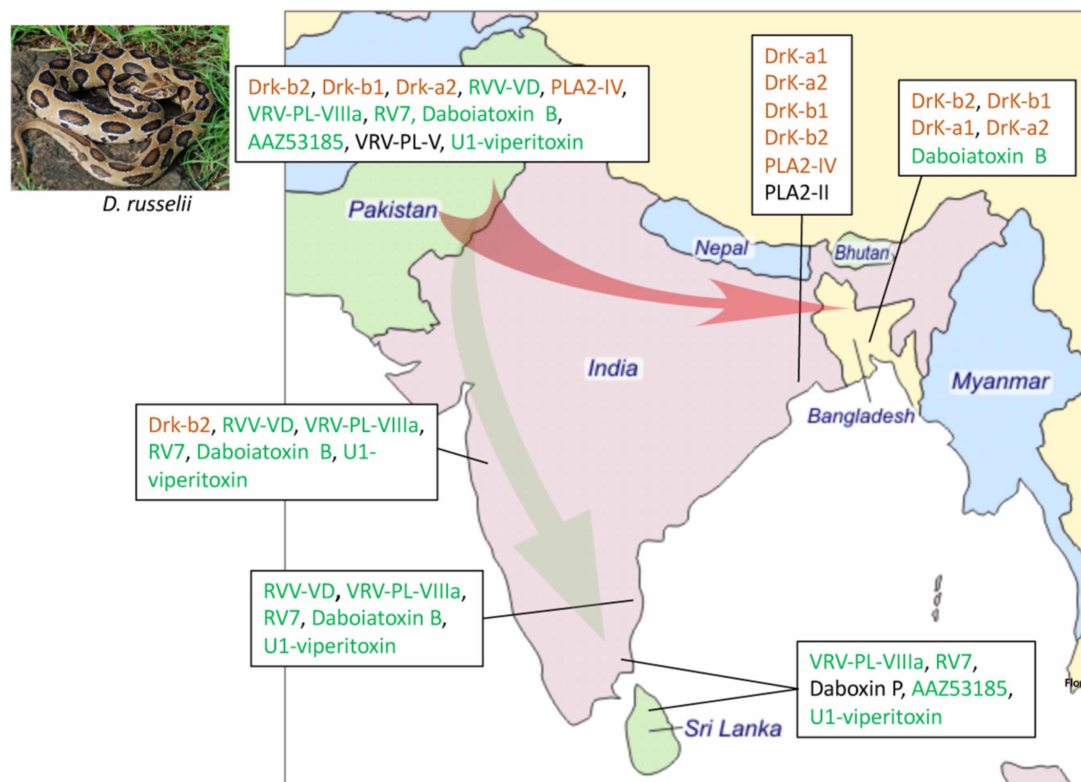 Drk-b2, Drk-b1, Drk-a2, RVV-VD, PLA2-IV,
VRV-PL-VIIIa, RV7, Daboiatoxin B,
AAZ53185, VRV-PL-V, U1-viperitoxin
D. russelii
DrK-a1
DrK-a2
DrK-b1
DrK-b2
PLA2-IV
PLA2-II
DrK-b2, DrK-b1
DrK-a1, DrK-a2
Daboiatoxin B
Pakistan
Nepal
Bhutan
India
Bangladesh
Myanmar
Drk-b2, RVV-VD, VRV-PL-VIIIa,
RV7, Daboiatoxin B, U1-
viperitoxin
RVV-VD, VRV-PL-VIIIa,
RV7, Daboiatoxin B,
U1-viperitoxin
VRV-PL-VIIIa, RV7,
Daboxin P, AAZ53185,
U1-viperitoxin
Sri Lanka